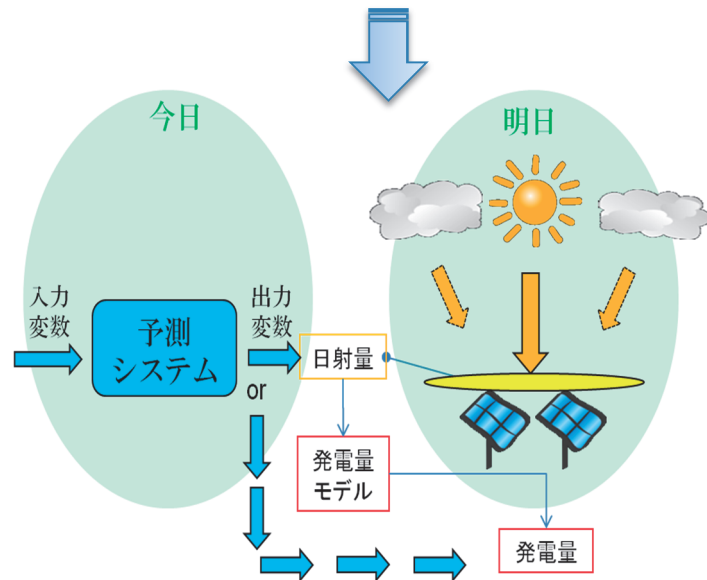 今日
明日
入力
変数
予測
システム
出力
変数
日射量
or
発電量
モデル
発電量